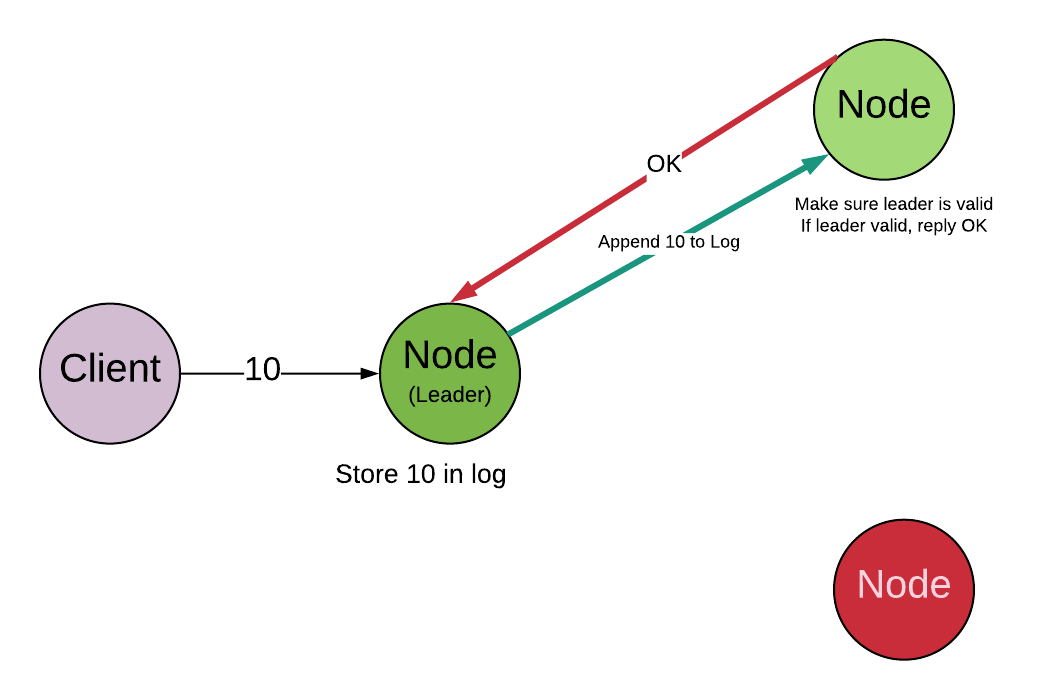 Node
OK
Make sure leader is valid
If leader valid, reply OK
Append 10 to Log
Client
10
Node
(Leader)
Store 10 in log
Node